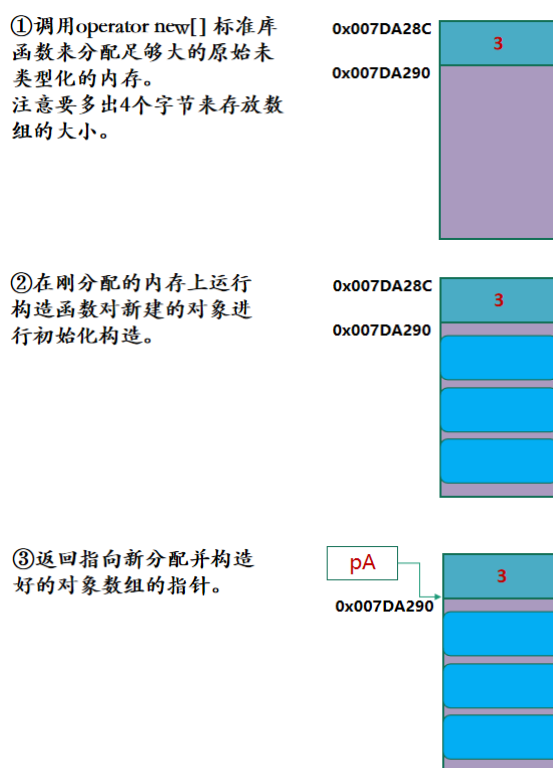 ①调用operator new[] 标准库
函数来分配足够大的原始未
类型化的内存。
注意要多出4个字节来存放数
组的大小。
0x007DA28C
3
0x007DA290
②在刚分配的内存上运行
构造函数对新建的对象进
行初始化构造。
0x007DA28C
3
0x007DA290
③返回指向新分配并构造
好的对象数组的指针。
pA
3
0x007DA290